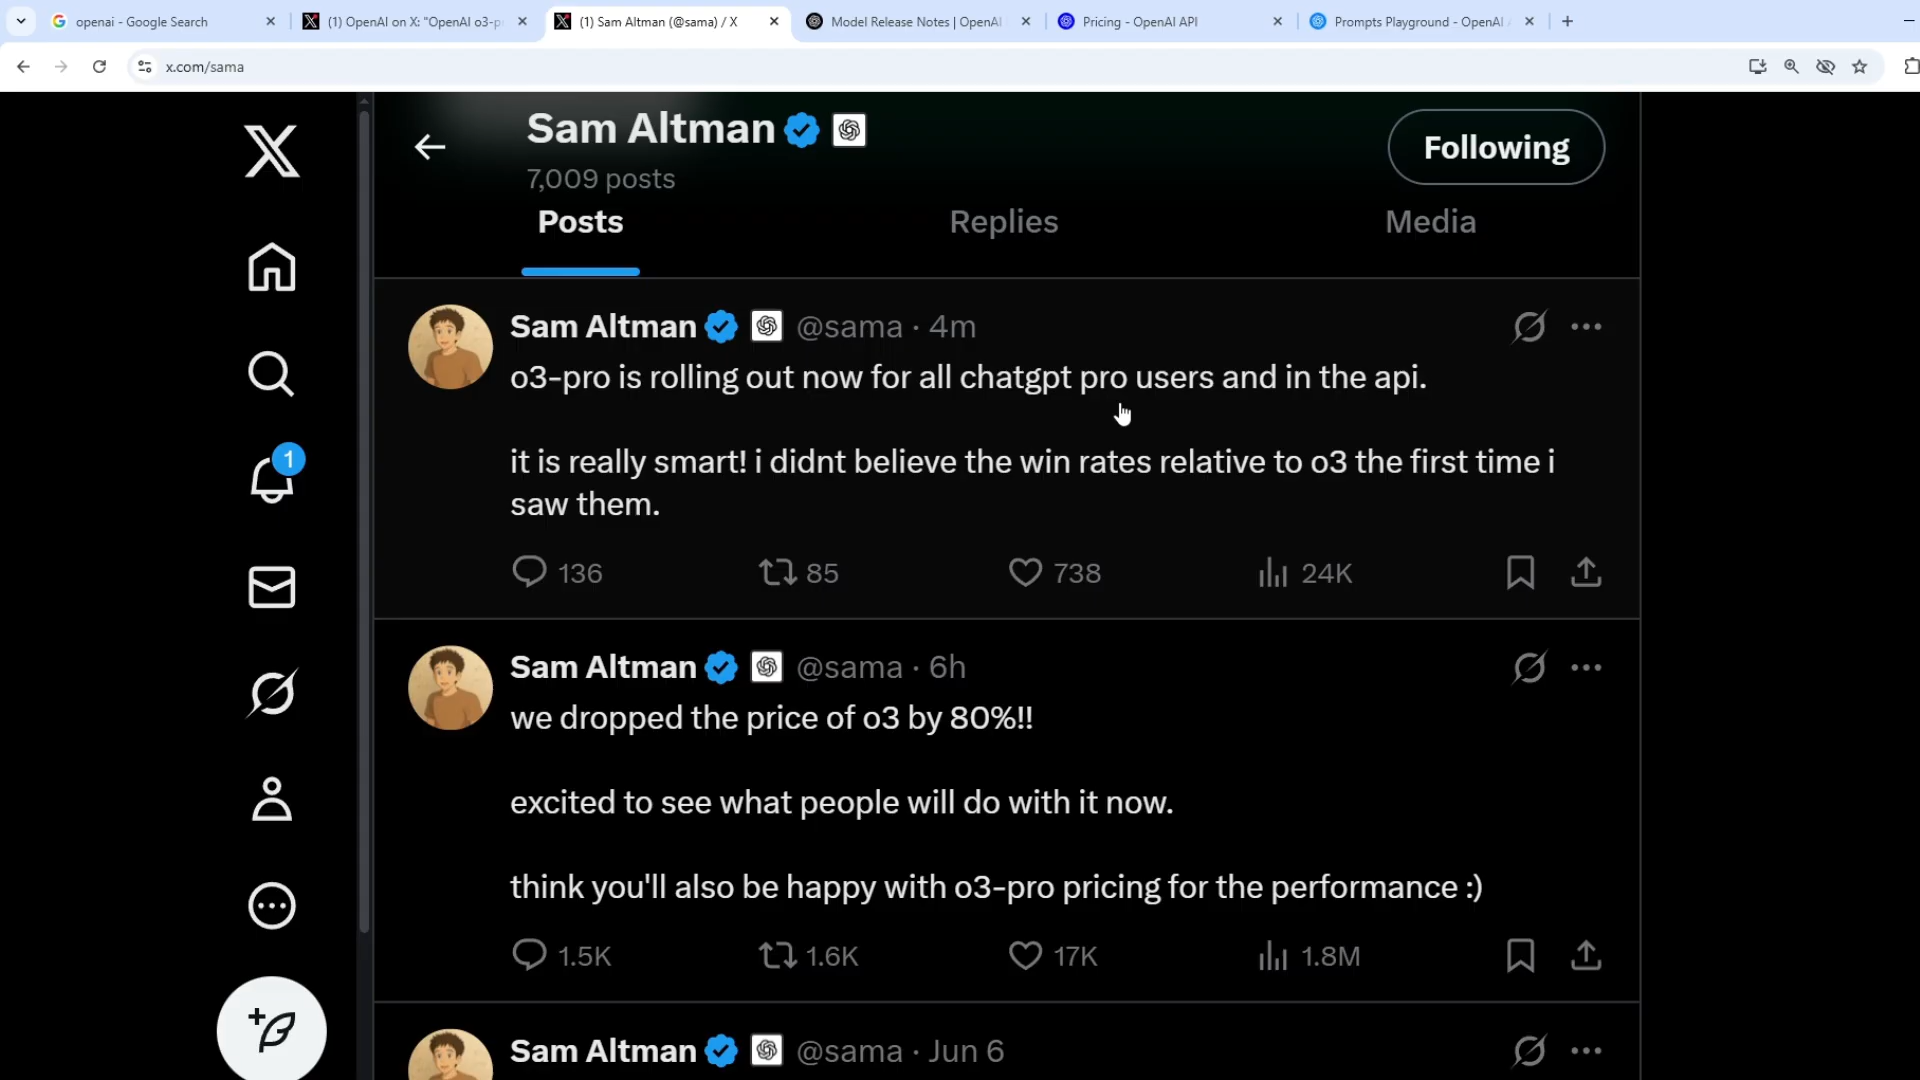 openai - Google Search
(1) OpenAI on X: "OpenAI o3-p
(1) Sam Altman (@sama) / X
Model Release Notes | OpenAI
Pricing - OpenAI API
Prompts Playground - OpenAI
x.com/sama
Sam Altman
7,009 posts
Following
Posts
Replies
Media
Sam Altman @sama · 4m
o3-pro is rolling out now for all chatgpt pro users and in the api.
it is really smart! i didnt believe the win rates relative to o3 the first time i
saw them.
136
85
738
24K
1
Sam Altman @sama · 6h
we dropped the price of o3 by 80%!!
excited to see what people will do with it now.
think you'll also be happy with o3-pro pricing for the performance :)
1.5K
1.6K
17K
1.8M
Sam Altman @sama · Jun 6